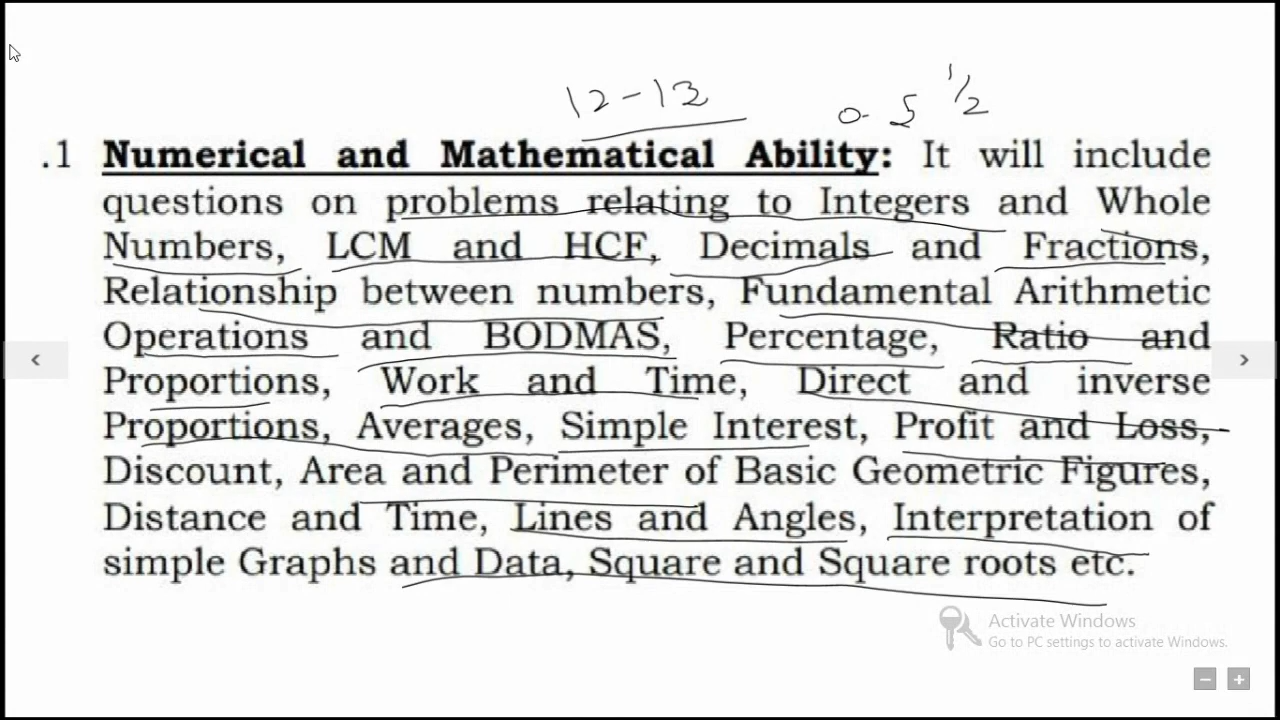 12-13
0.5 1/2
.1 Numerical and Mathematical Ability: It will include
questions on problems relating to Integers and Whole
Numbers, LCM and HCF, Decimals and Fractions,
Relationship between numbers, Fundamental Arithmetic
Operations and BODMAS, Percentage, Ratio and
Proportions, Work and Time, Direct and inverse
Proportions, Averages, Simple Interest, Profit and Loss,
Discount, Area and Perimeter of Basic Geometric Figures,
Distance and Time, Lines and Angles, Interpretation of
simple Graphs and Data, Square and Square roots etc.
Activate Windows
Go to PC settings to activate Windows.